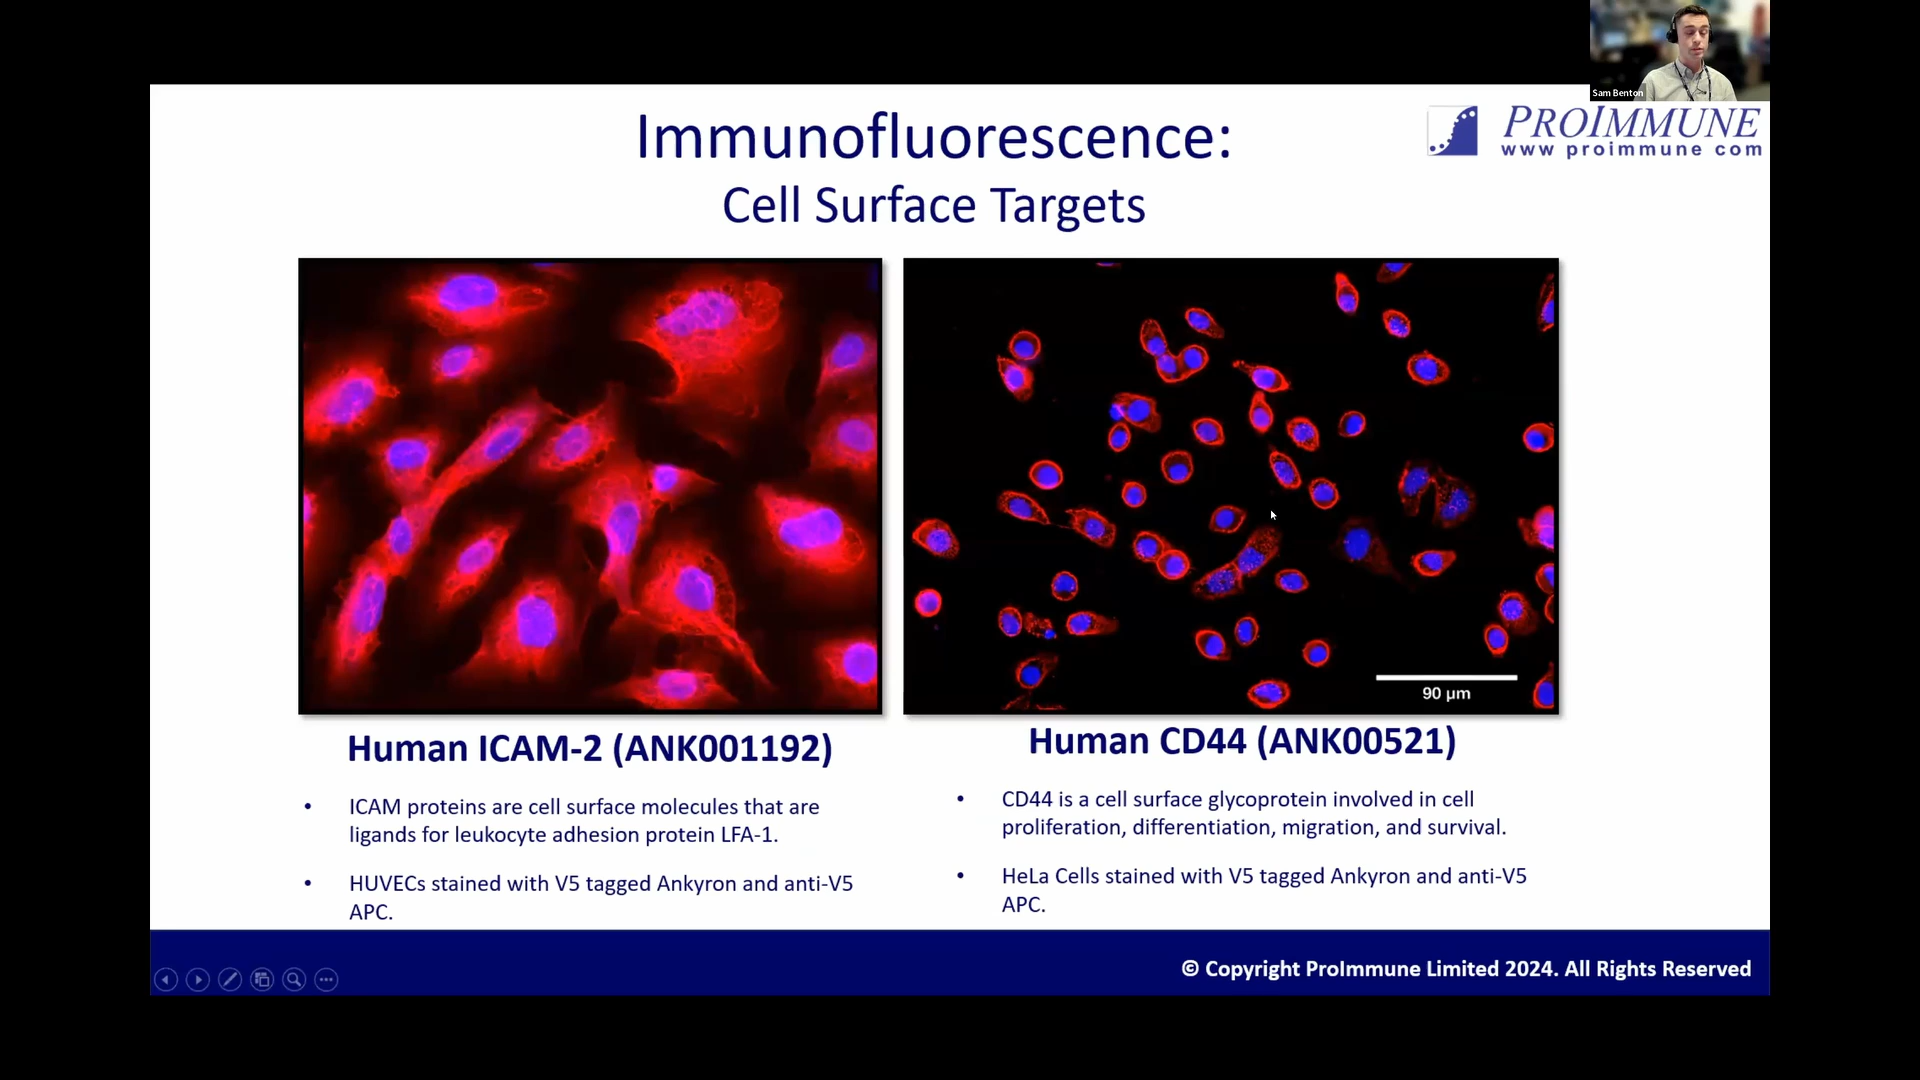 Sam Benton
Immunofluorescence:
Cell Surface Targets
PROIMMUNE
www proimmune com
90 µm
Human ICAM-2 (ANK001192)
• ICAM proteins are cell surface molecules that are
ligands for leukocyte adhesion protein LFA-1.
• HUVECs stained with V5 tagged Ankyron and anti-V5
APC.
Human CD44 (ANK00521)
• CD44 is a cell surface glycoprotein involved in cell
proliferation, differentiation, migration, and survival.
• HeLa Cells stained with V5 tagged Ankyron and anti-V5
APC.
© Copyright ProImmune Limited 2024. All Rights Reserved